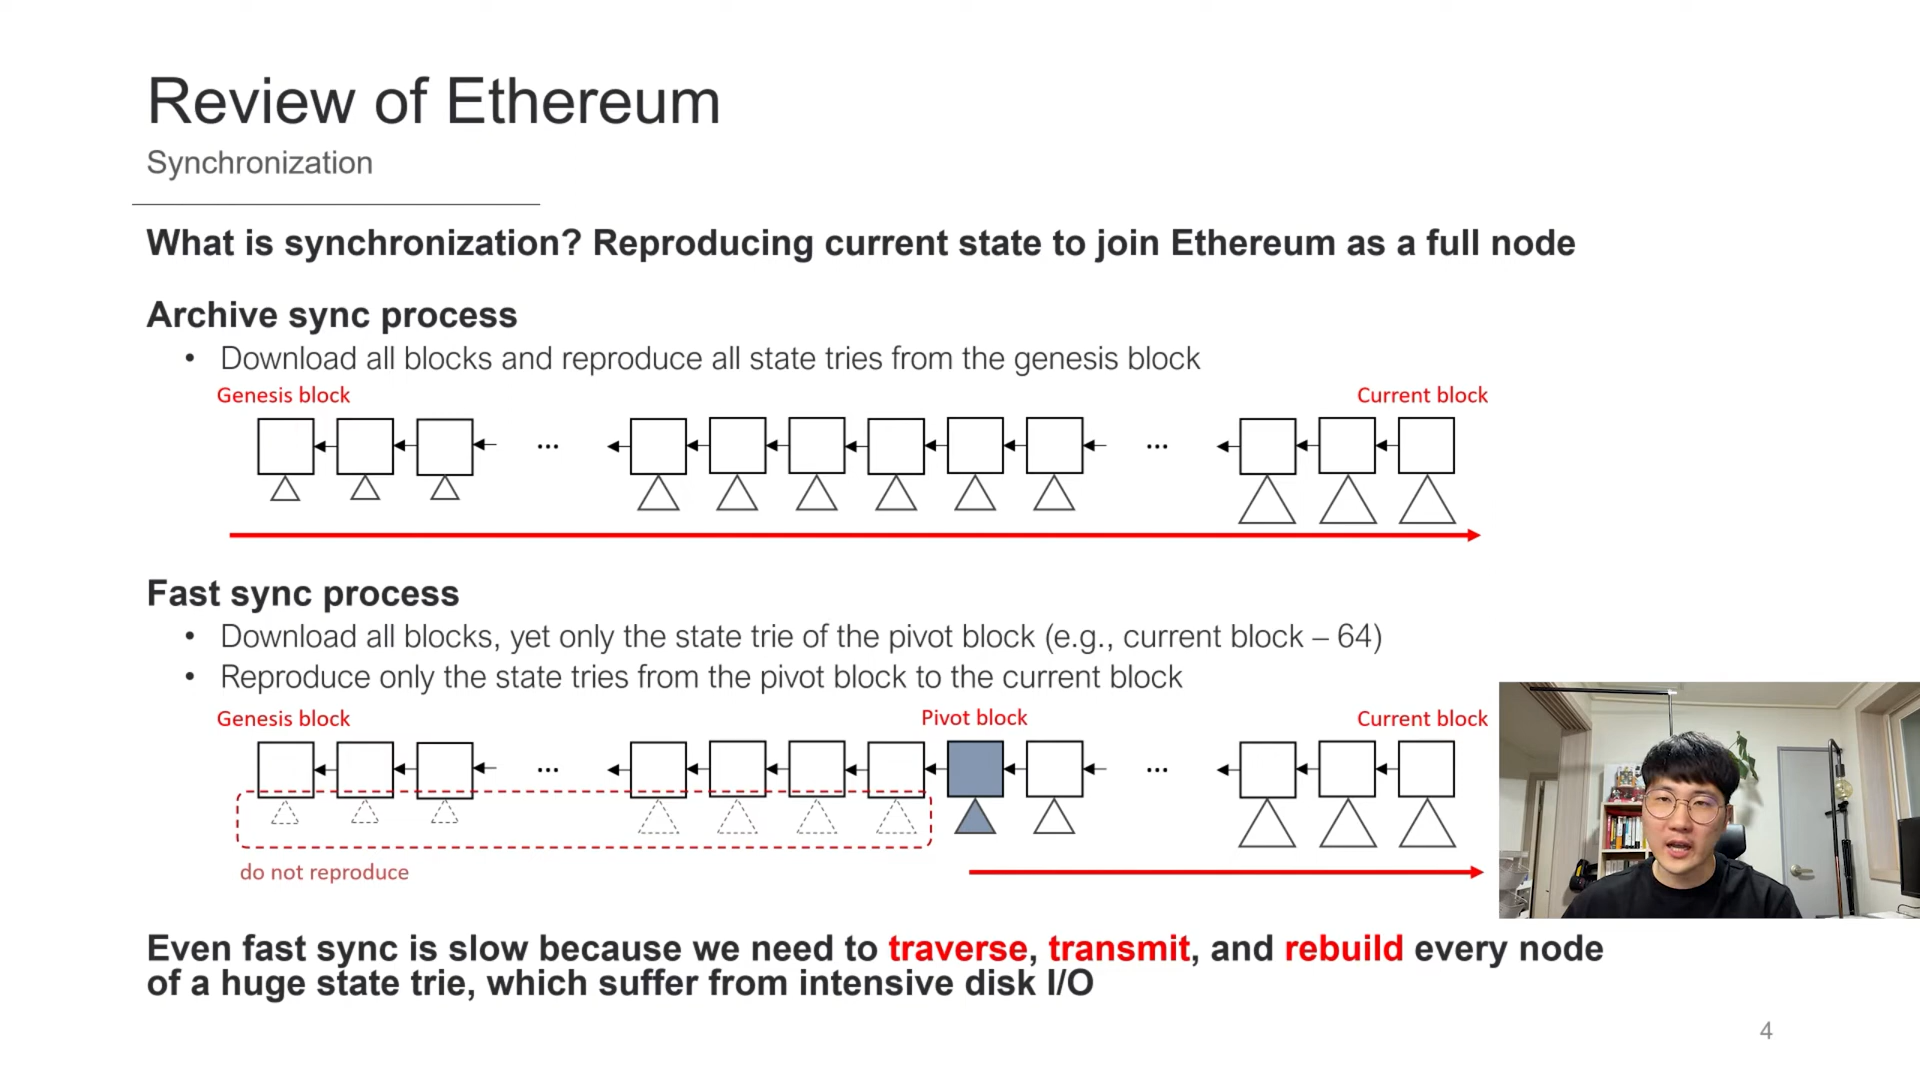 Review of Ethereum
Synchronization
What is synchronization? Reproducing current state to join Ethereum as a full node
Archive sync process
• Download all blocks and reproduce all state tries from the genesis block
Genesis block
Current block
...
...
Fast sync process
• Download all blocks, yet only the state trie of the pivot block (e.g., current block – 64)
• Reproduce only the state tries from the pivot block to the current block
Genesis block
Pivot block
Current block
...
...
do not reproduce
Even fast sync is slow because we need to traverse, transmit, and rebuild every node
of a huge state trie, which suffer from intensive disk I/O
4